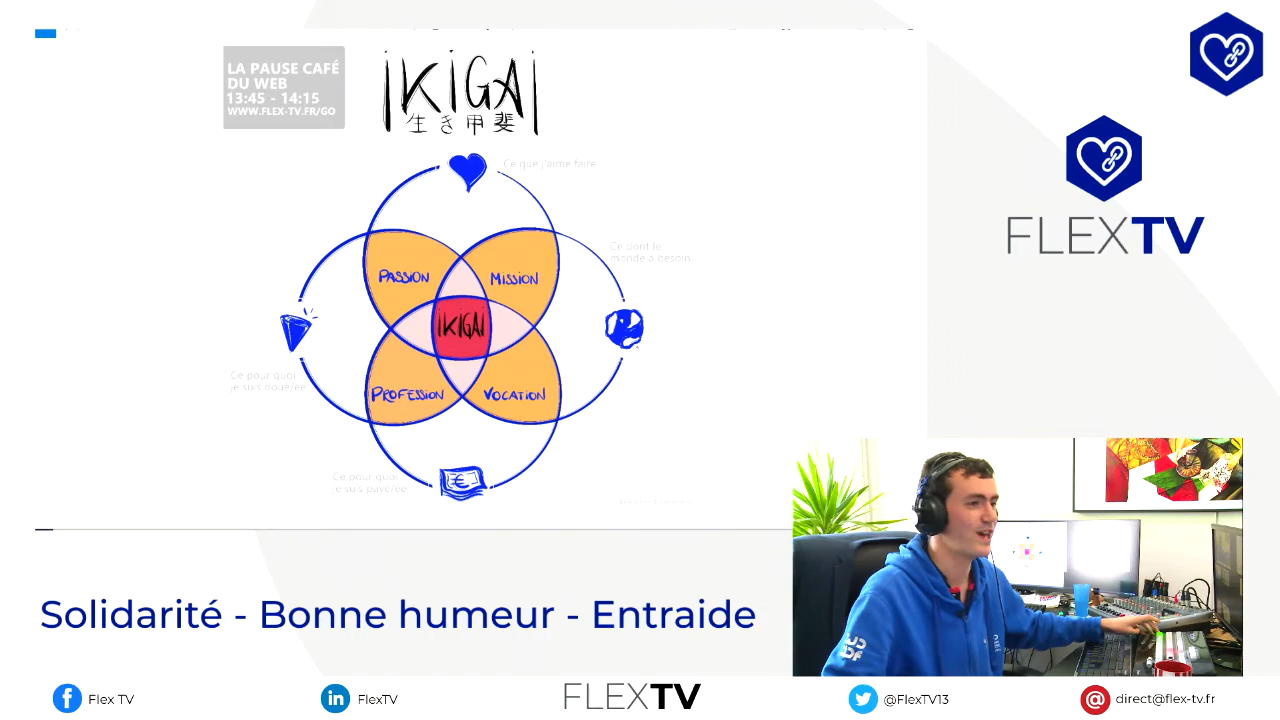 LA PAUSE CAFÉ
DU WEB
13:45 - 14:15
WWW.FLEX-TV.FR/GO
IKIGAI
生き甲斐
Ce que j'aime faire
Ce dont le
monde a besoin
PASSION
MISSION
IKIGAI
Ce pour quoi
je suis doué/ée
PROFESSION
VOCATION
Ce pour quoi
je suis payé/ée
€
FLEXTV
Solidarité - Bonne humeur - Entraide
Flex TV
FlexTV
FLEXTV
@FlexTV13
direct@flex-tv.fr